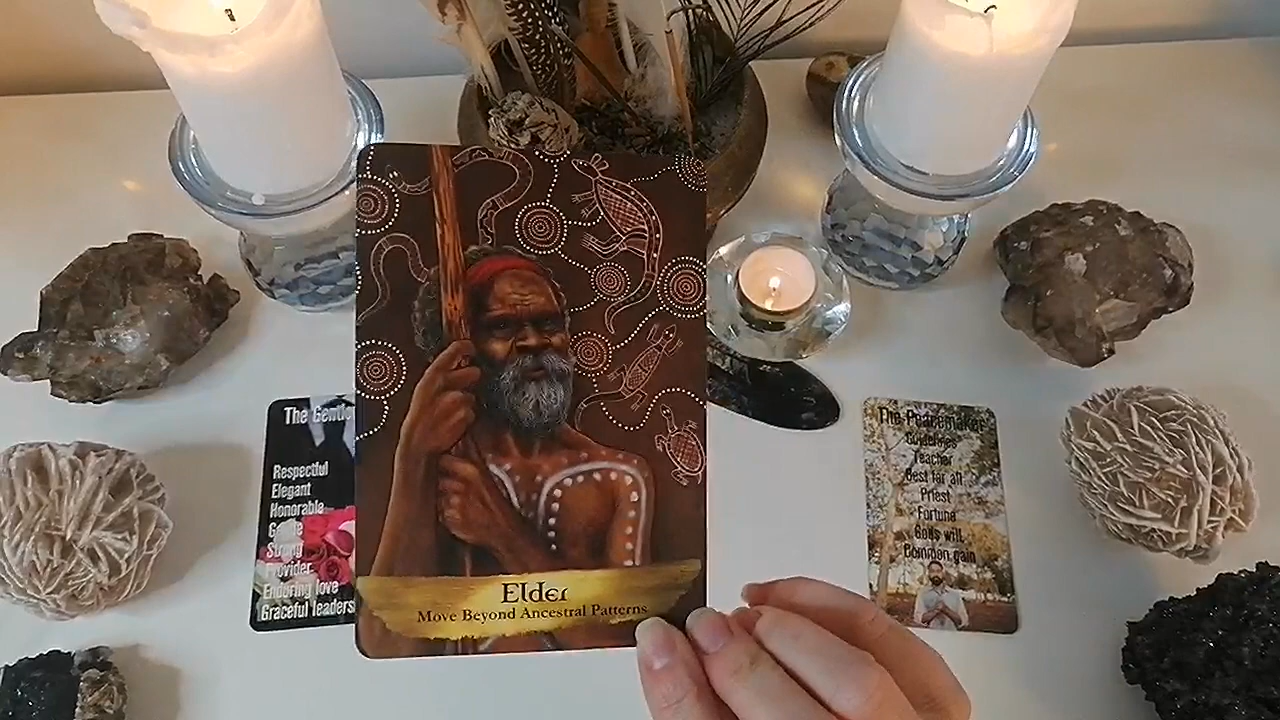 The Gentle
Respectful
Elegant
Honorable
Strong
Provider
Enduring love
Graceful leaders
Elder
Move Beyond Ancestral Patterns
The Peacemaker
Guidelines
Teacher
Best for all
Priest
Fortune
Gods will
Common gain